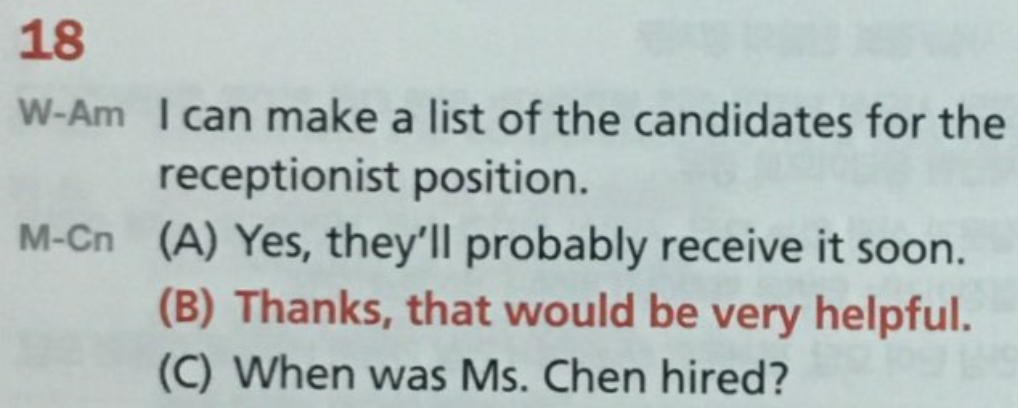 18
W-Am I can make a list of the candidates for the
receptionist position.
M-Cn (A) Yes, they'll probably receive it soon.
(B) Thanks, that would be very helpful.
(C) When was Ms. Chen hired?